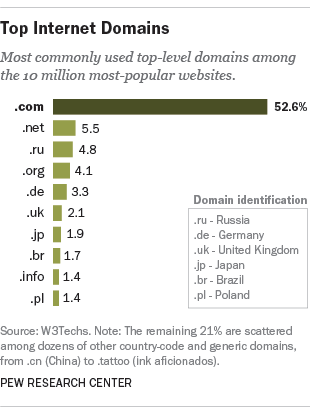 Top Internet Domains
Most commonly used top-level domains among
the 10 million most-popular websites.
.com 52.6%
.net 5.5
.ru 4.8
.org 4.1
.de 3.3
.uk 2.1
.jp 1.9
.br 1.7
.info 1.4
.pl 1.4
Domain identification
.ru - Russia
.de - Germany
.uk - United Kingdom
.jp - Japan
.br - Brazil
.pl - Poland
Source: W3Techs. Note: The remaining 21% are scattered
among dozens of other country-code and generic domains,
from .cn (China) to .tattoo (ink aficionados).
PEW RESEARCH CENTER